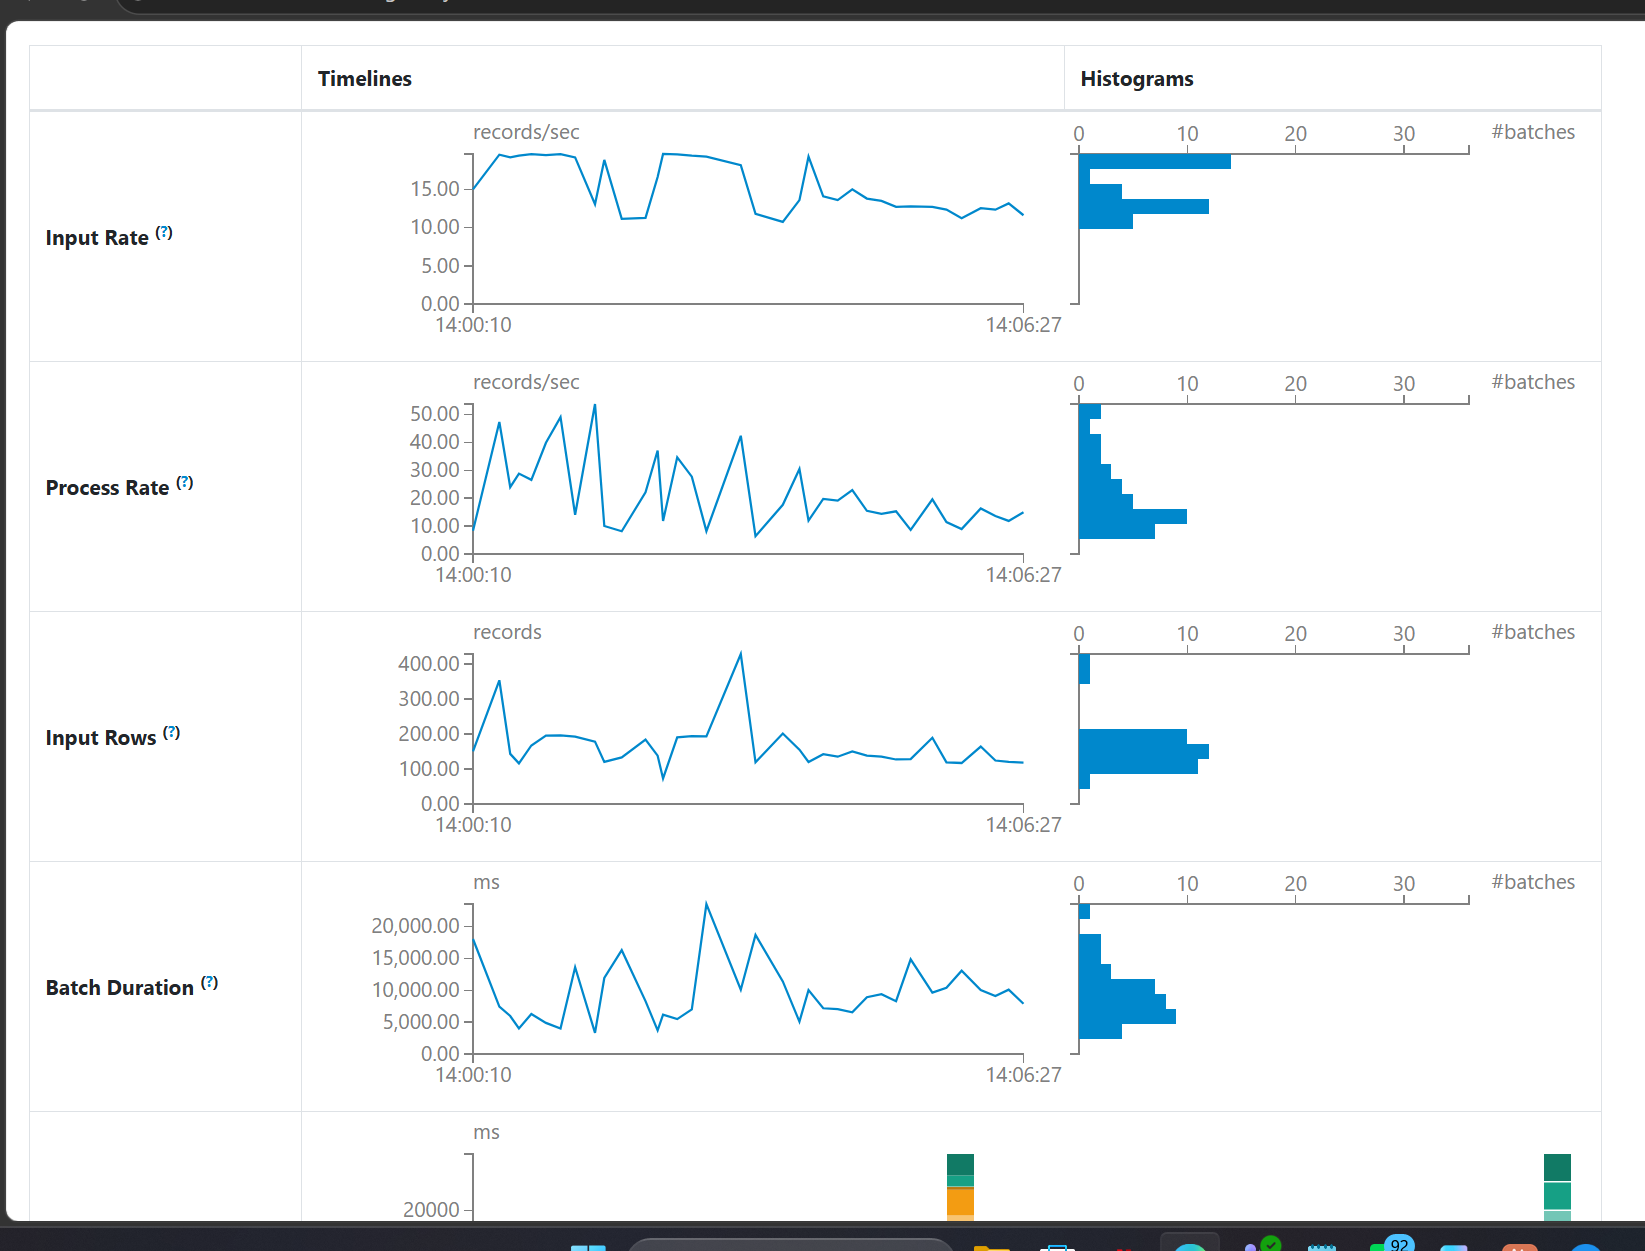 Timelines
Histograms
Input Rate (?)
records/sec
15.00
10.00
5.00
0.00
14:00:10
14:06:27
0 10 20 30 #batches
Process Rate (?)
records/sec
50.00
40.00
30.00
20.00
10.00
0.00
14:00:10
14:06:27
0 10 20 30 #batches
Input Rows (?)
records
400.00
300.00
200.00
100.00
0.00
14:00:10
14:06:27
0 10 20 30 #batches
Batch Duration (?)
ms
20,000.00
15,000.00
10,000.00
5,000.00
0.00
14:00:10
14:06:27
0 10 20 30 #batches
ms
20000
92